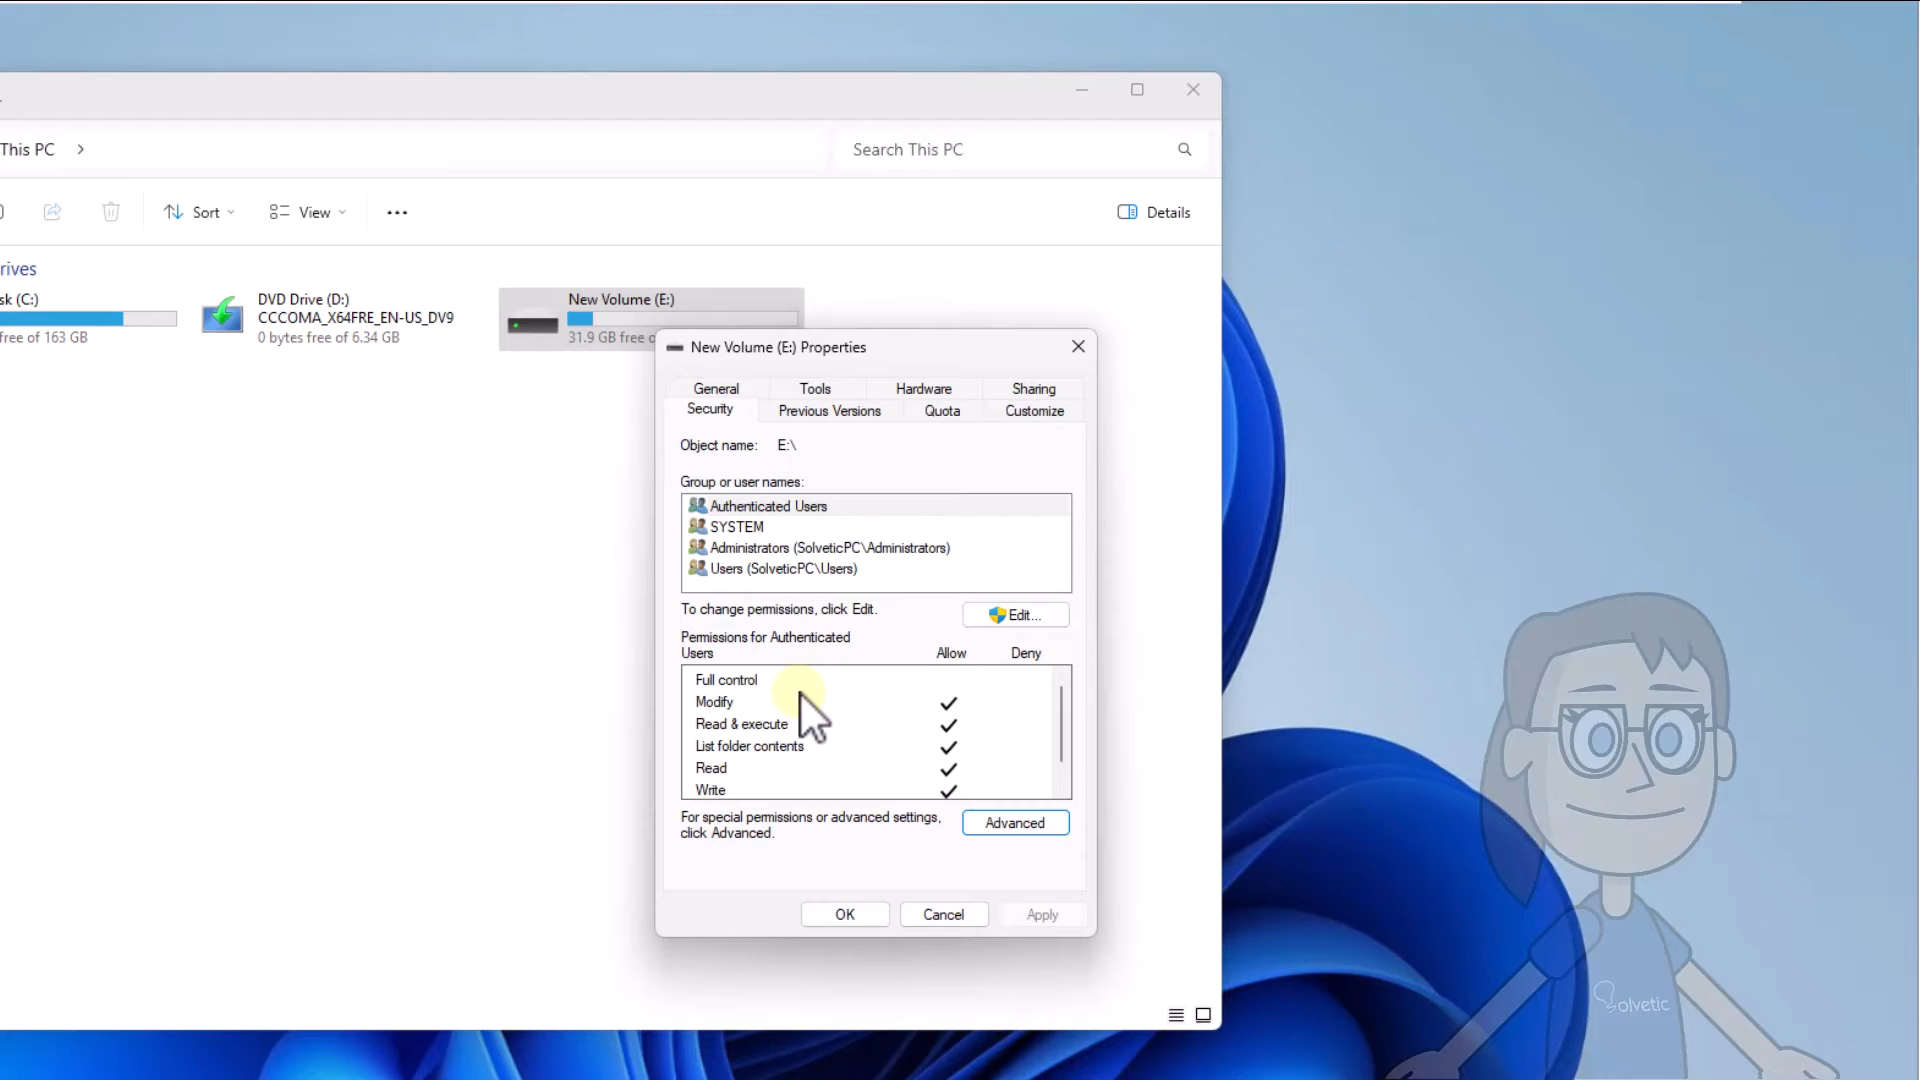 This PC
Search This PC
Sort
View
Details
rives
sk (C:)
free of 163 GB
DVD Drive (D:)
CCCOMA_X64FRE_EN-US_DV9
0 bytes free of 6.34 GB
New Volume (E:)
31.9 GB free o
New Volume (E:) Properties
General Tools Hardware Sharing
Security Previous Versions Quota Customize
Object name: E:\
Group or user names:
Authenticated Users
SYSTEM
Administrators (SolveticPC\Administrators)
Users (SolveticPC\Users)
To change permissions, click Edit.
Edit...
Permissions for Authenticated
Users
Allow Deny
Full control
Modify
Read & execute
List folder contents
Read
Write
For special permissions or advanced settings,
click Advanced.
Advanced
OK Cancel Apply
Solvetic